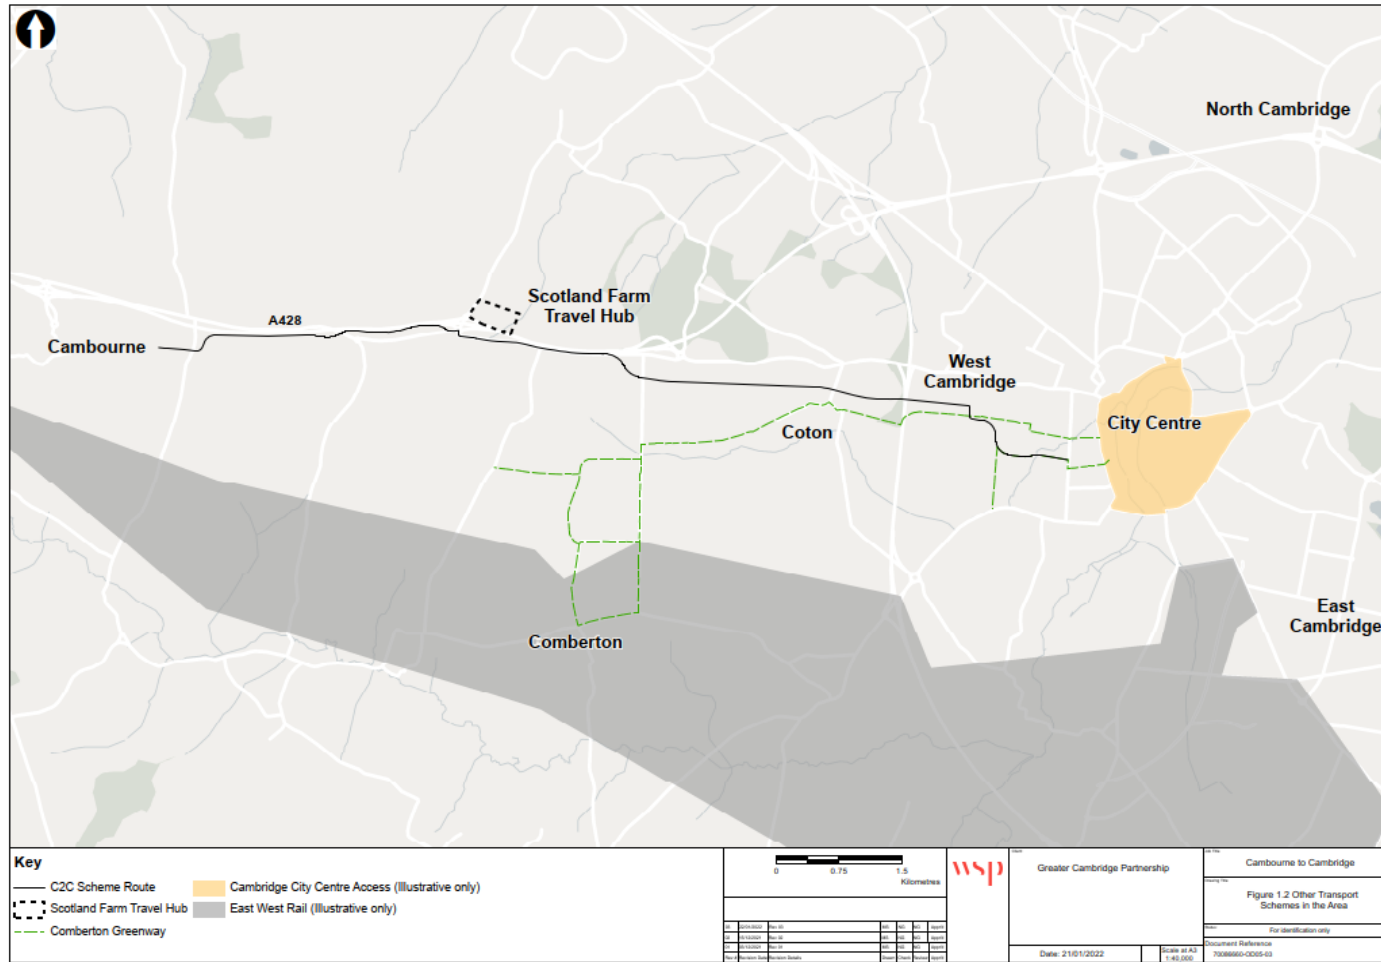 North Cambridge
Scotland Farm
Travel Hub
A428
Cambourne
West
Cambridge
City Centre
Coton
East
Cambridge
Comberton
Key
C2C Scheme Route
Scotland Farm Travel Hub
Comberton Greenway
Cambridge City Centre Access (Illustrative only)
East West Rail (Illustrative only)
0 0.75 1.5
Kilometres
wsp
Greater Cambridge Partnership
Date: 21/01/2022
Scale at A3
1:40,000
Cambourne to Cambridge
Figure 1.2 Other Transport
Schemes in the Area
For identification only
Document Reference